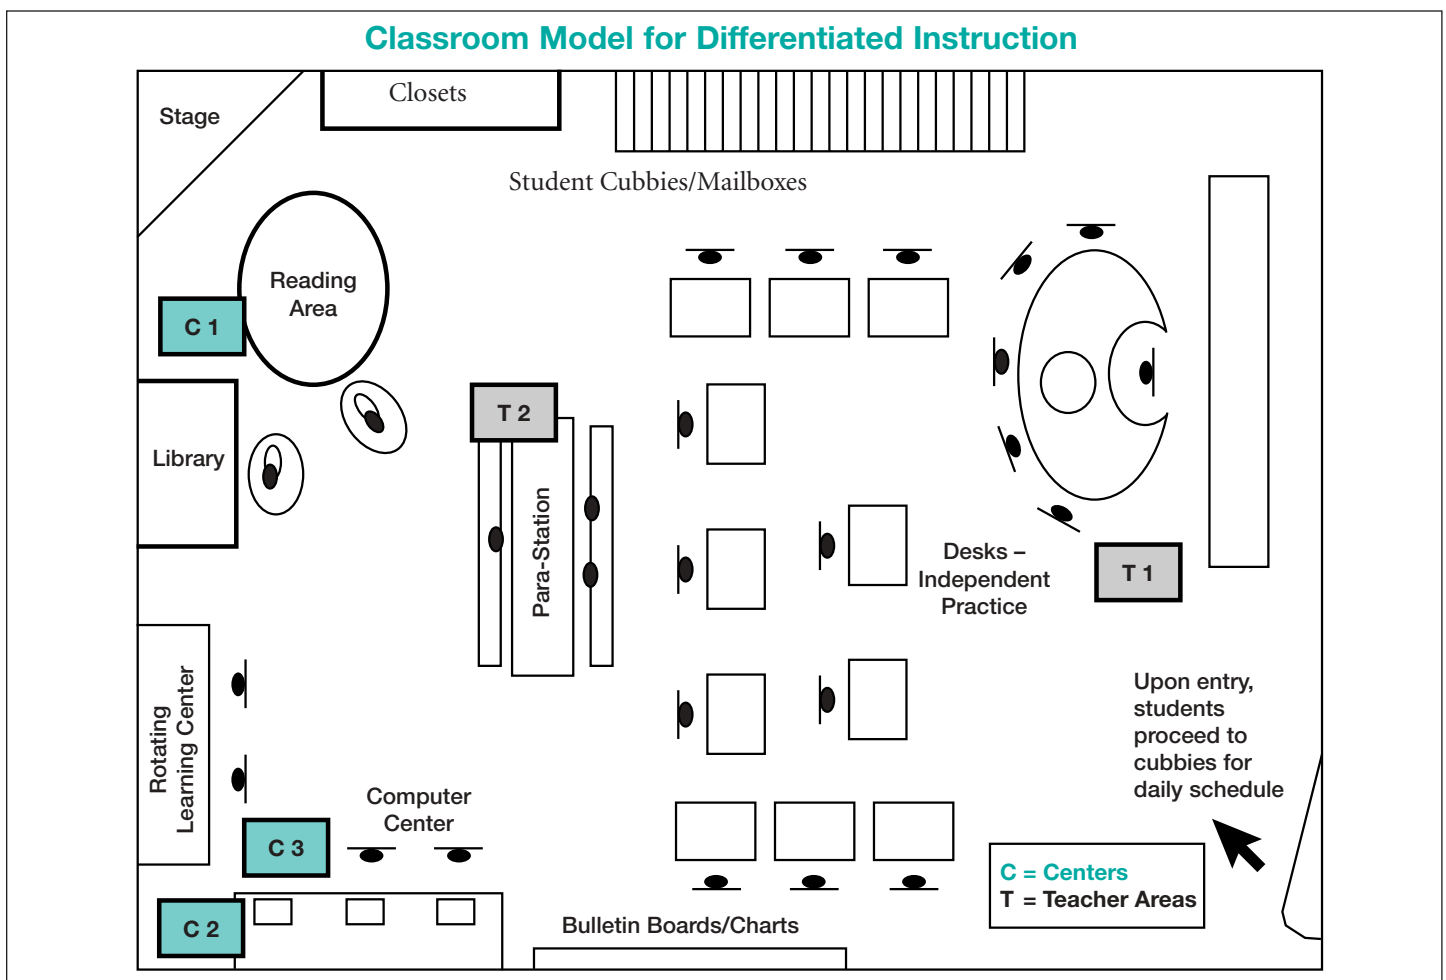 Classroom Model for Differentiated Instruction
Stage
Closets
Student Cubbies/Mailboxes
Reading
Area
C 1
T 2
Library
Para-Station
Desks –
Independent
Practice
T 1
Rotating
Learning Center
Upon entry,
students
proceed to
cubbies for
daily schedule
Computer
Center
C 3
C = Centers
T = Teacher Areas
C 2
Bulletin Boards/Charts